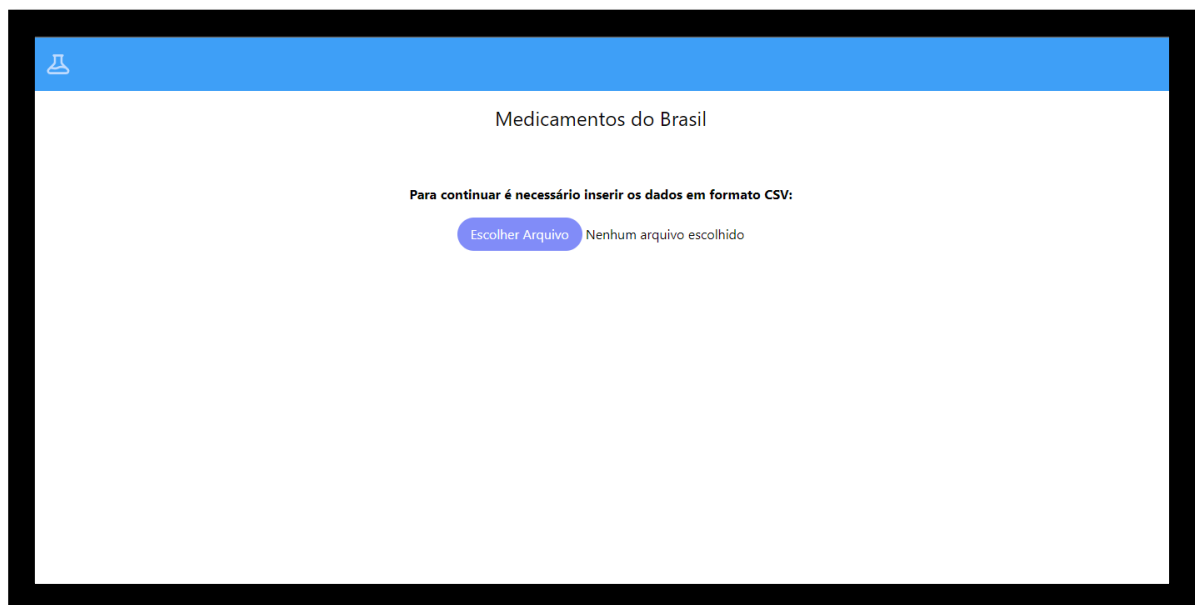 Medicamentos do Brasil
Para continuar é necessário inserir os dados em formato CSV:
Escolher Arquivo Nenhum arquivo escolhido